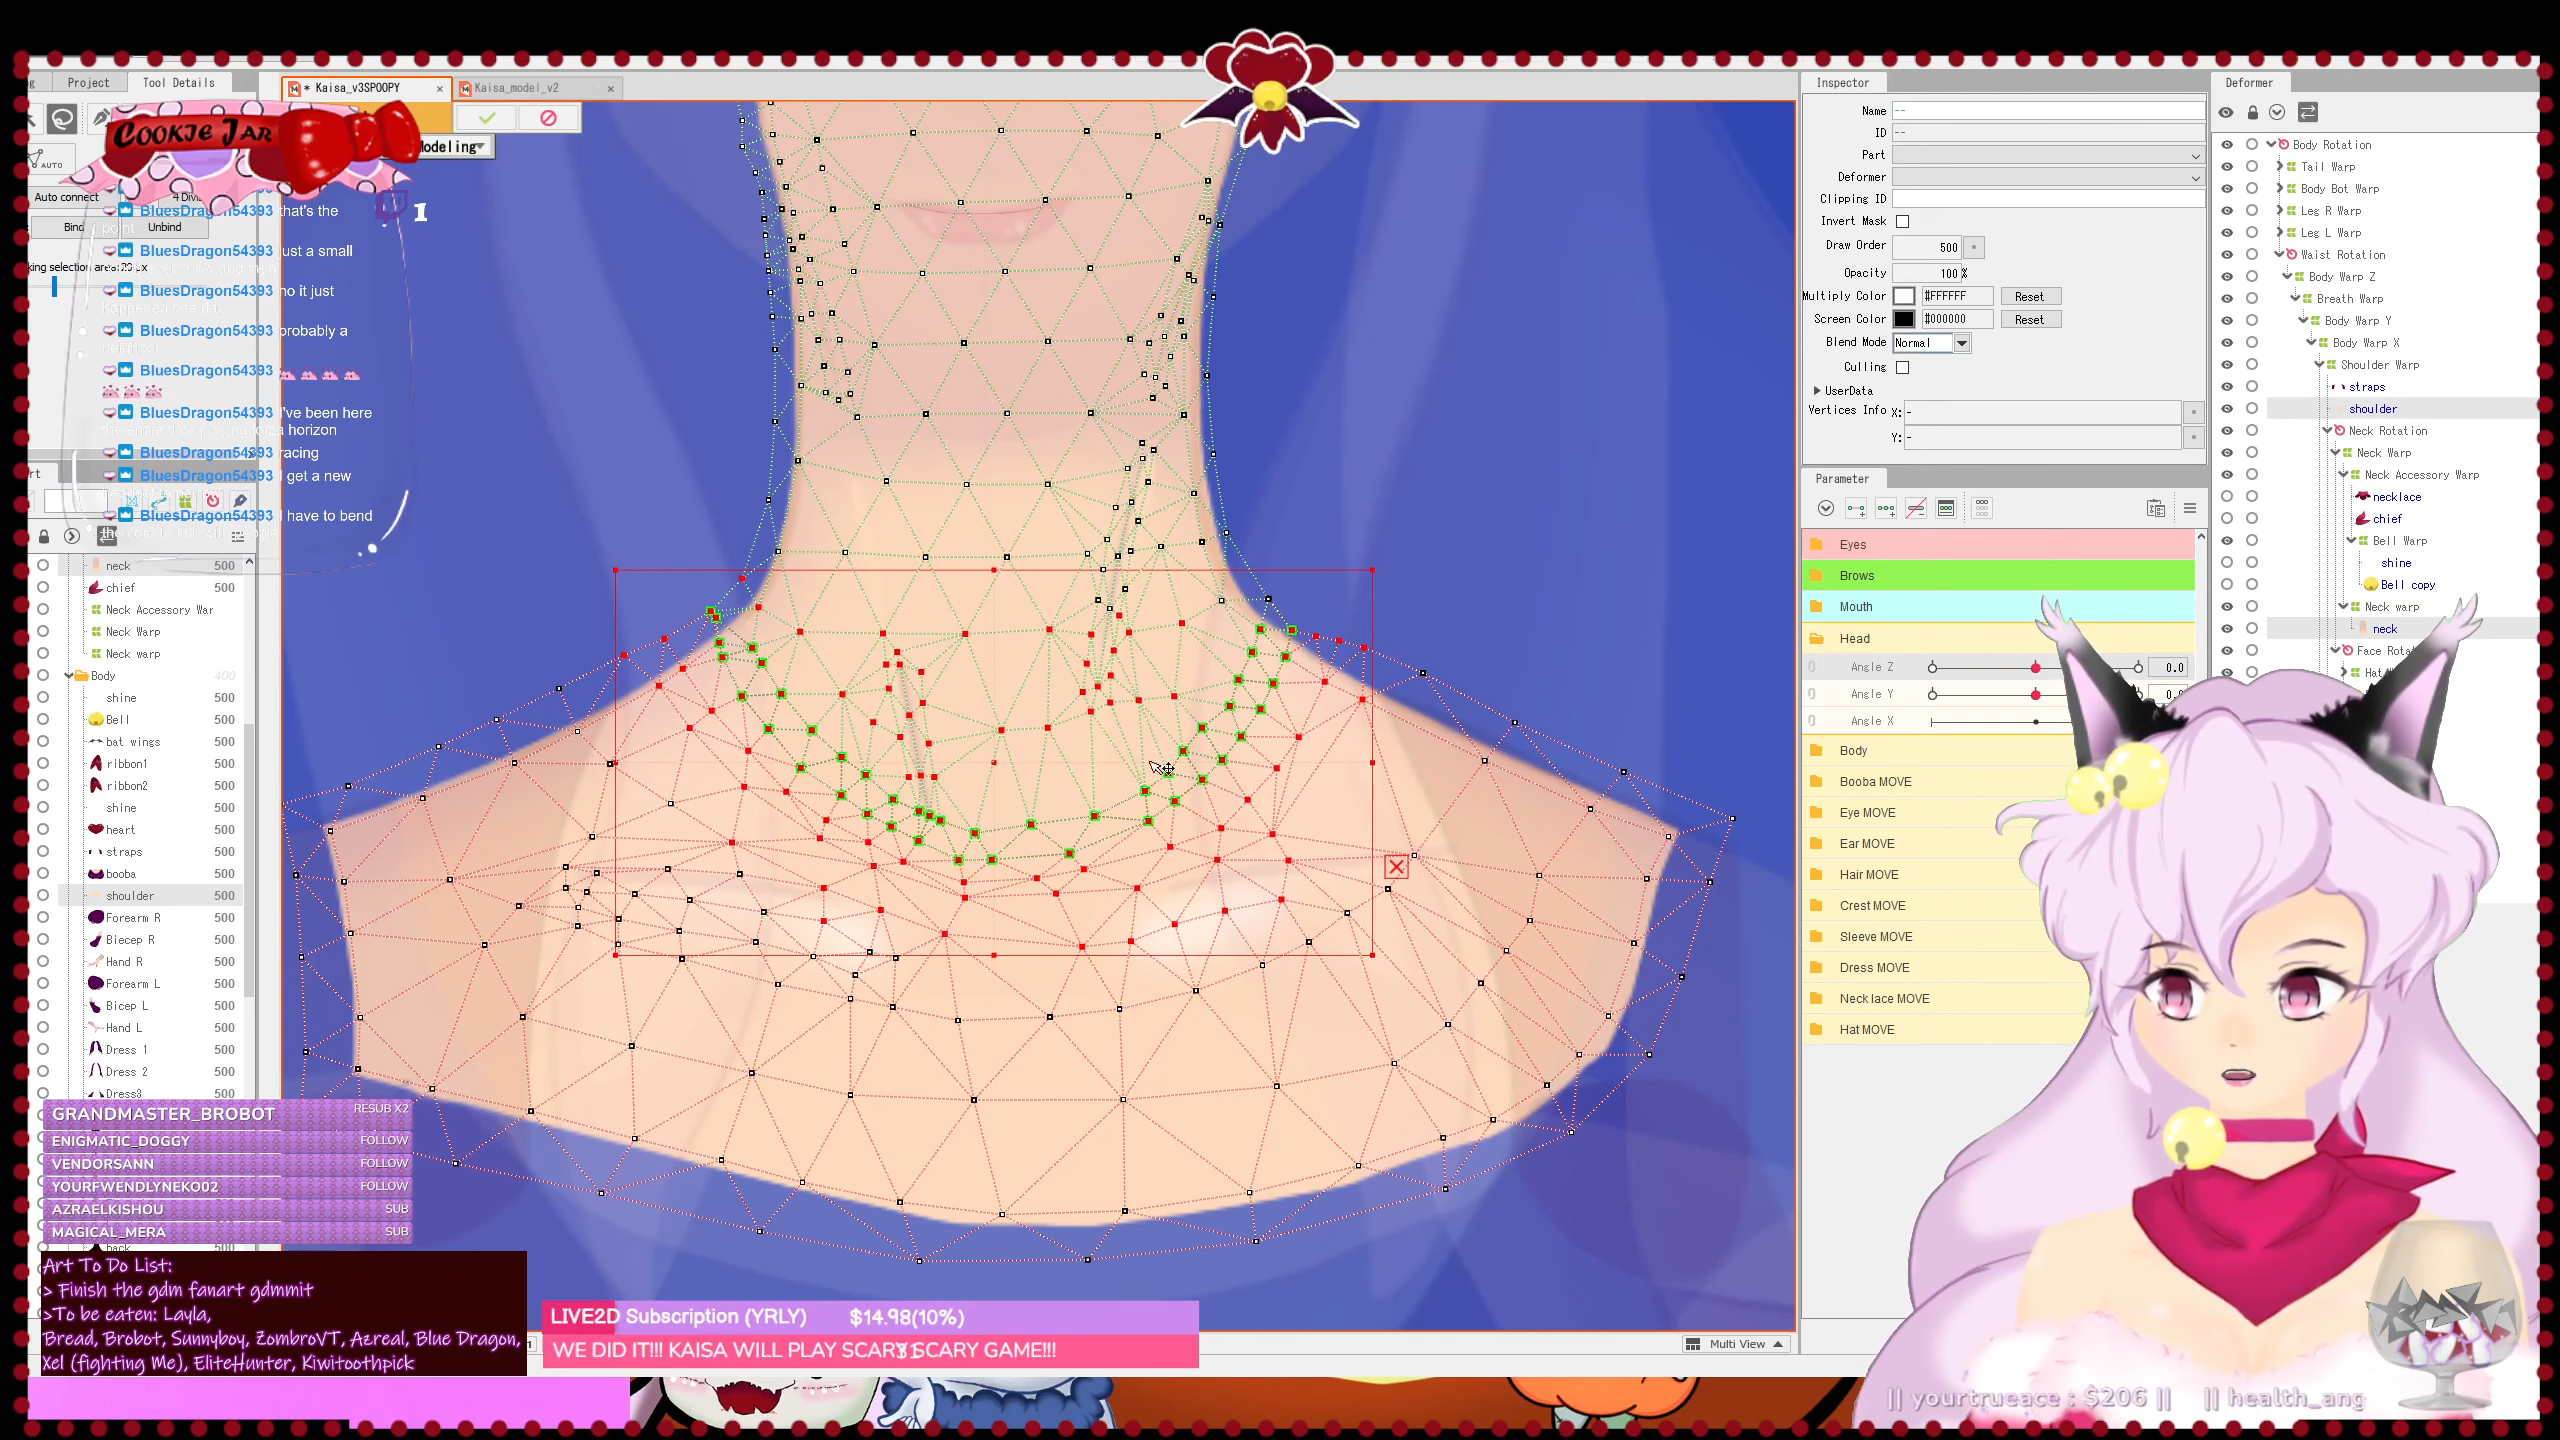 Project
Tool Details
* Kaisa_v3SPOOPY
Kaisa_model_v2
COOKIE JAR
AUTO
Auto connect
Bind
Unbind
1
BluesDragon54393 that's the
point
BluesDragon54393 just a small
BluesDragon54393 no it just
BluesDragon54393 probably a
BluesDragon54393
BluesDragon54393 I've been here
horizon
BluesDragon54393 racing
BluesDragon54393 I get a new
BluesDragon54393 I have to bend
neck 500
chief 500
Neck Accessory War
Neck Warp
Neck warp
Body 400
shine 500
Bell 500
bat wings 500
ribbon1 500
ribbon2 500
shine 500
heart 500
straps 500
booba 500
shoulder 500
Forearm R 500
Biecep R 500
Hand R 500
Forearm L 500
Bicep L 500
Hand L 500
Dress 1 500
Dress 2 500
Dress3 500
GRANDMASTER_BROBOT RESUB X2
ENIGMATIC_DOGGY FOLLOW
VENDORSANN FOLLOW
YOURFWENDLYNEKO02 FOLLOW
AZRAELKISHOU SUB
MAGICAL_MERA SUB
back 500
Art To Do List:
> Finish the gdm fanart gdmmit
>To be eaten: Layla,
Bread, Brobot, Sunnyboy, ZombroVT, Azreal, Blue Dragon,
Xel (fighting Me), EliteHunter, Kiwitoothpick
LIVE2D Subscription (YRLY) $14.98(10%)
WE DID IT!!! KAISA WILL PLAY SCARY SCARY GAME!!!
Multi View
Inspector
Name --
ID --
Part
Deformer
Clipping ID
Invert Mask
Draw Order 500
Opacity 100 %
Multiply Color #FFFFFF Reset
Screen Color #000000 Reset
Blend Mode Normal
Culling
UserData
Vertices Info X: -
Y: -
Parameter
Eyes
Brows
Mouth
Head
Angle Z 0.0
Angle Y
Angle X
Body
Booba MOVE
Eye MOVE
Ear MOVE
Hair MOVE
Crest MOVE
Sleeve MOVE
Dress MOVE
Necklace MOVE
Hat MOVE
Deformer
Body Rotation
Tail Warp
Body Bot Warp
Leg R Warp
Leg L Warp
Waist Rotation
Body Warp Z
Breath Warp
Body Warp Y
Body Warp X
Shoulder Warp
straps
shoulder
Neck Rotation
Neck Warp
Neck Accessory Warp
necklace
chief
Bell Warp
shine
Bell copy
Neck warp
neck
|| yourtrueace : $206 || || health_ang